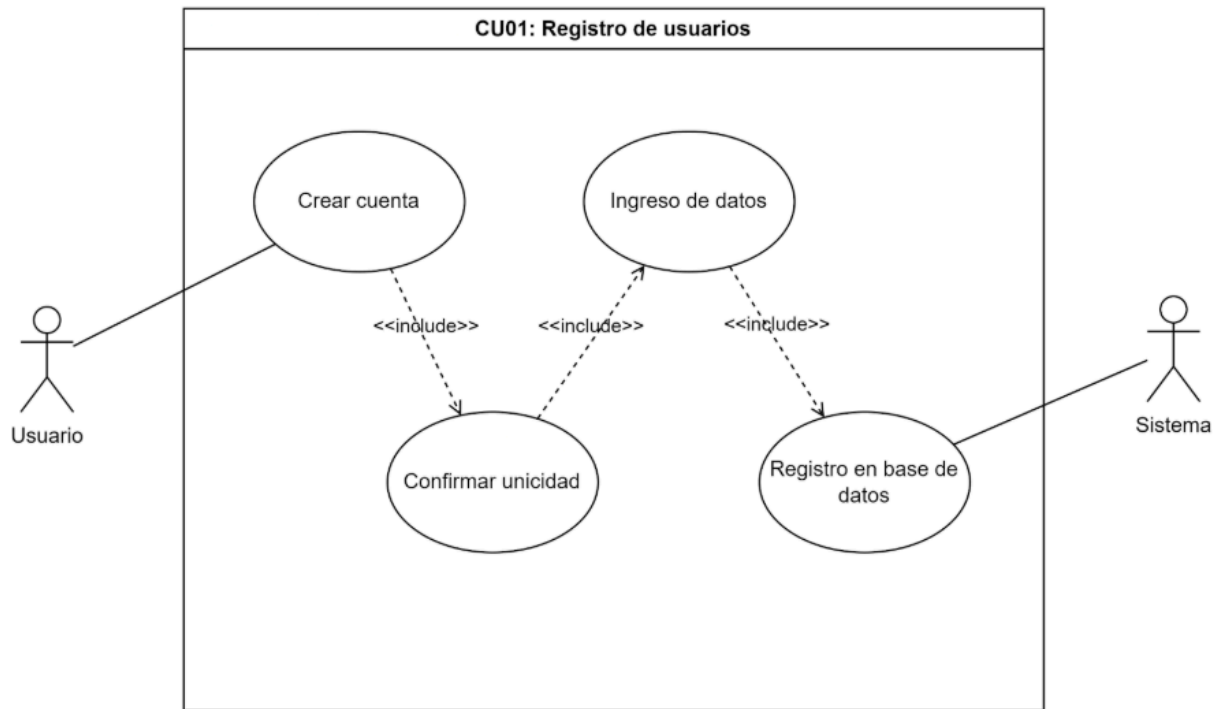 CU01: Registro de usuarios
Crear cuenta
Ingreso de datos
<<include>>
<<include>>
<<include>>
Usuario
Sistema
Confirmar unicidad
Registro en base de
datos